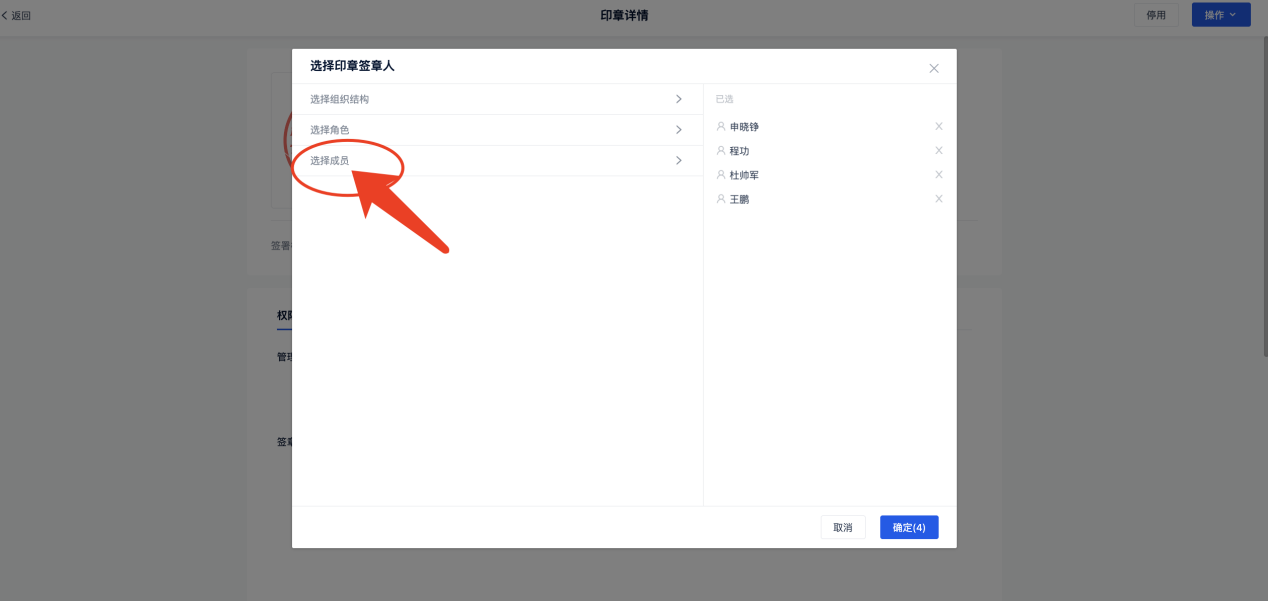 返回
印章详情
停用
操作
选择印章签章人
选择组织结构
选择角色
选择成员
已选
申晓铮
程功
杜帅军
王鹏
签署
权限
管理
签章
取消
确定(4)